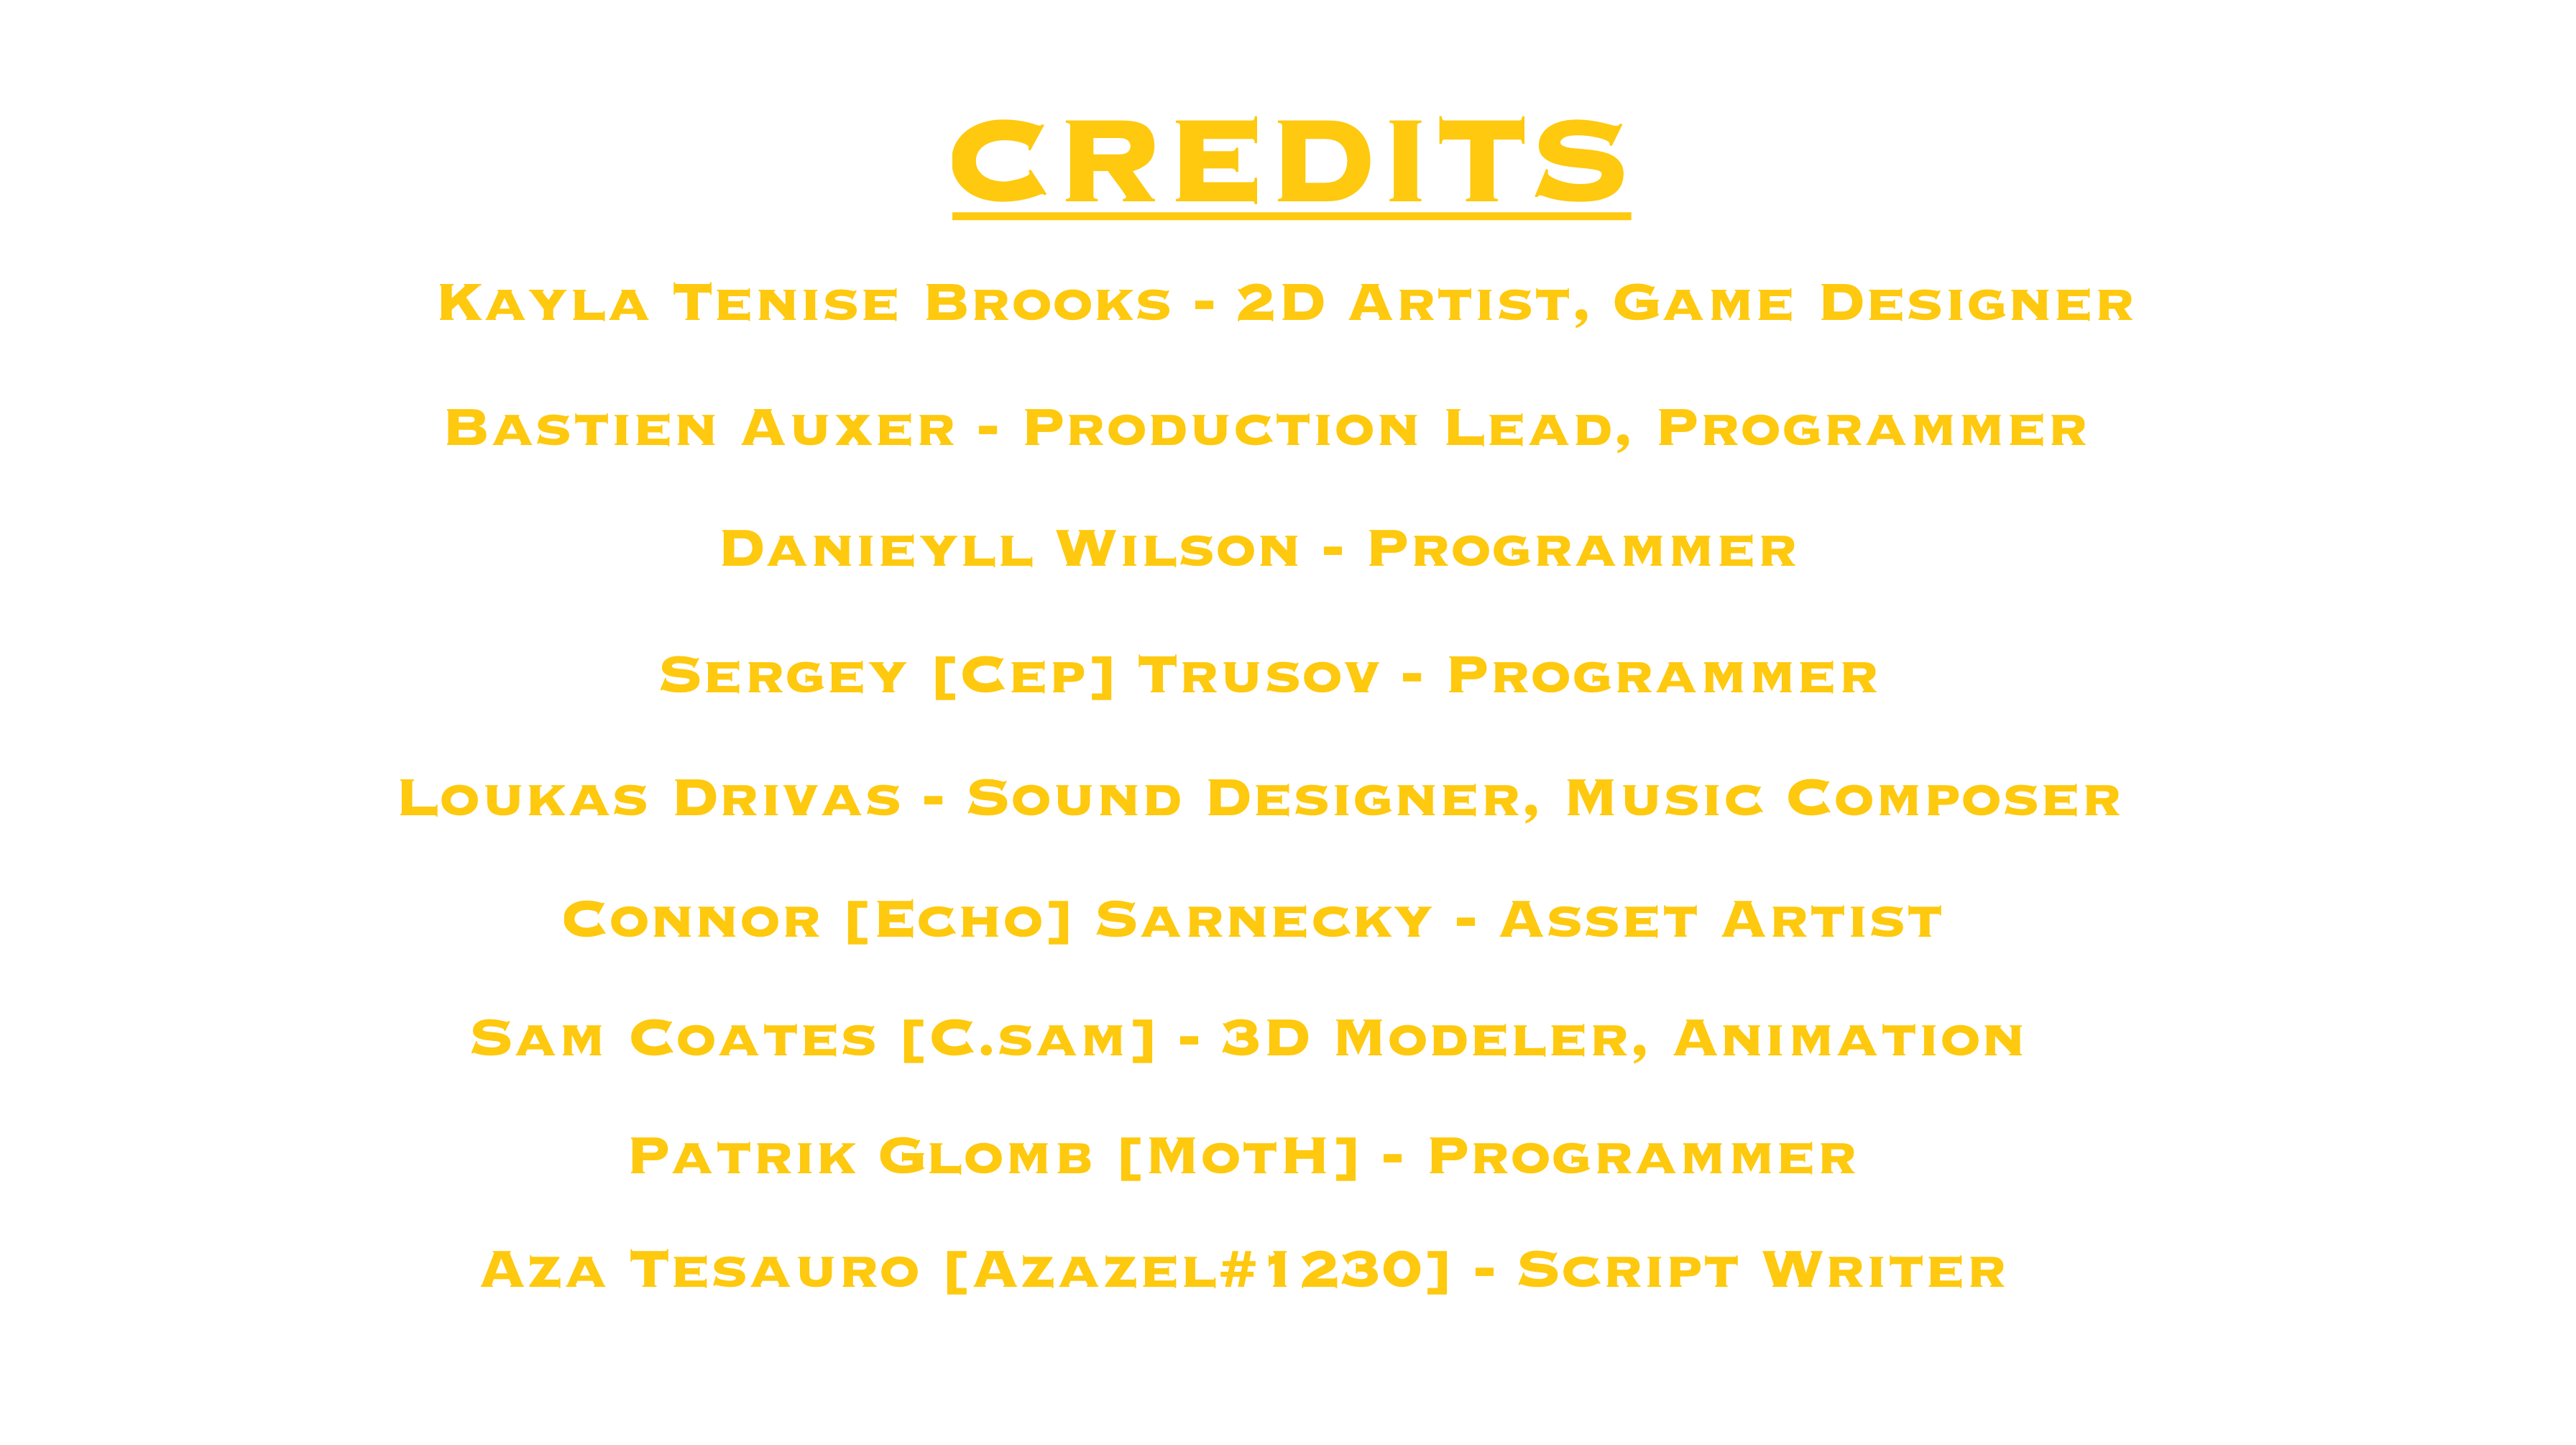 CREDITS
Kayla Tenise Brooks - 2D Artist, Game Designer
Bastien Auxer - Production Lead, Programmer
Danieyll Wilson - Programmer
Sergey [Cep] Trusov - Programmer
Loukas Drivas - Sound Designer, Music Composer
Connor [Echo] Sarnecky - Asset Artist
Sam Coates [C.sam] - 3D Modeler, Animation
Patrik Glomb [MotH] - Programmer
Aza Tesauro [Azazel#1230] - Script Writer